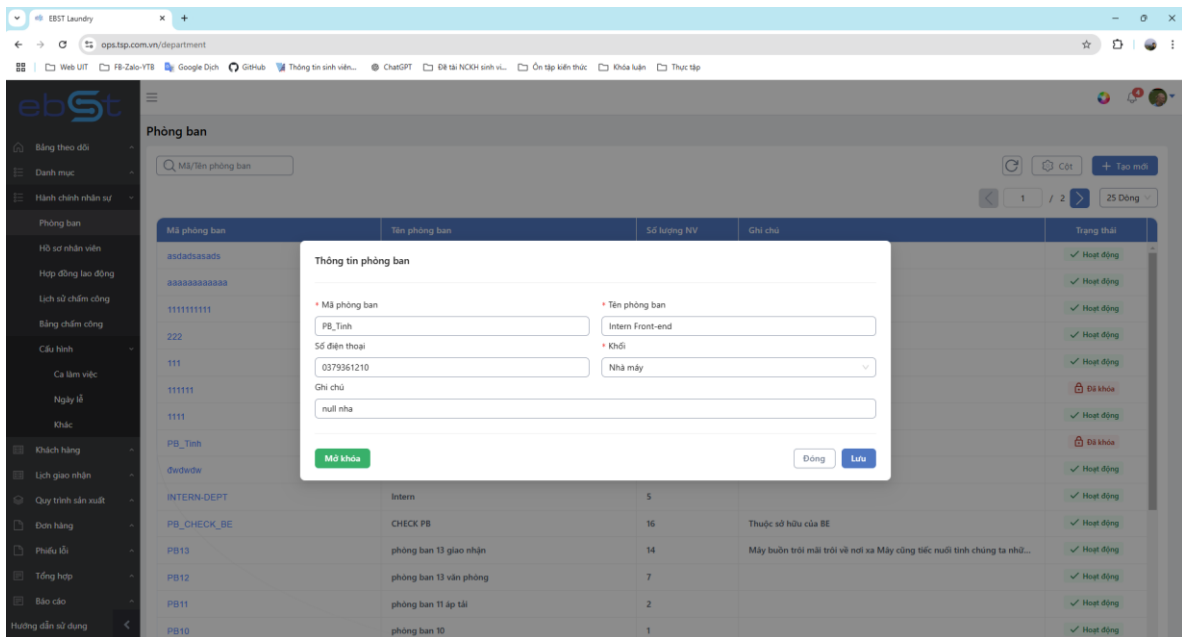 EBST Laundry
ops.tsp.com.vn/department
Web UIT FB-Zalo-YTB Google Dịch GitHub Thông tin sinh viên... ChatGPT Đề tài NCKH sinh vi... Ôn tập kiến thức Khóa luận Thực tập
ebst
4
Phòng ban
Bảng theo dõi
Danh mục
Hành chính nhân sự
Phòng ban
Hồ sơ nhân viên
Hợp đồng lao động
Lịch sử chấm công
Bảng chấm công
Cấu hình
Ca làm việc
Ngày lễ
Khác
Khách hàng
Lịch giao nhận
Quy trình sản xuất
Đơn hàng
Phiếu lỗi
Tổng hợp
Báo cáo
Hướng dẫn sử dụng
Mã/Tên phòng ban
Cột
+ Tạo mới
1 / 2 25 Dòng
Mã phòng ban Tên phòng ban Số lượng NV Ghi chú Trạng thái
asdadsasads Hoạt động
aaaaaaaaaaaa Hoạt động
1111111111 Hoạt động
222 Hoạt động
111 Hoạt động
111111 Đã khóa
1111 Hoạt động
PB_Tinh Đã khóa
dwdwdw Hoạt động
INTERN-DEPT Intern 5 Hoạt động
PB_CHECK_BE CHECK PB 16 Thuộc sở hữu của BE Hoạt động
PB13 phòng ban 13 giao nhận 14 Mây buồn trôi mãi trôi về nơi xa Mây cũng tiếc nuối tình chúng ta nhữ... Hoạt động
PB12 phòng ban 13 văn phòng 7 Hoạt động
PB11 phòng ban 11 áp tải 2 Hoạt động
PB10 phòng ban 10 1 Hoạt động
Thông tin phòng ban
* Mã phòng ban * Tên phòng ban
PB_Tinh Intern Front-end
Số điện thoại * Khối
0379361210 Nhà máy
Ghi chú
null nha
Mở khóa Đóng Lưu